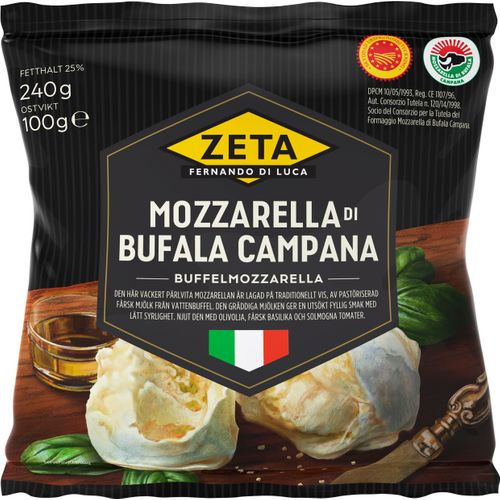 FETTHALT 25%
240g
OSTVIKT
100g℮
DPCM 10/05/1993, Reg. CE 1107/96,
Aut. Consorzio Tutela n. 120/14/1998,
Socio del Consorzio per la Tutela del
Formaggio Mozzarella di Bufala Campana.
MOZZARELLA DI BUFALA
CAMPANA
ZETA
FERNANDO DI LUCA
MOZZARELLA DI
BUFALA CAMPANA
BUFFELMOZZARELLA
DEN HÄR VACKERT PÄRLVITA MOZZARELLAN ÄR LAGAD PÅ TRADITIONELLT VIS, AV PASTÖRISERAD
FÄRSK MJÖLK FRÅN VATTENBUFFEL. DEN GRÄDDIGA MJÖLKEN GER EN UTSÖKT FYLLIG SMAK MED
LÄTT SYRLIGHET. NJUT DEN MED OLIVOLJA, FÄRSK BASILIKA OCH SOLMOGNA TOMATER.